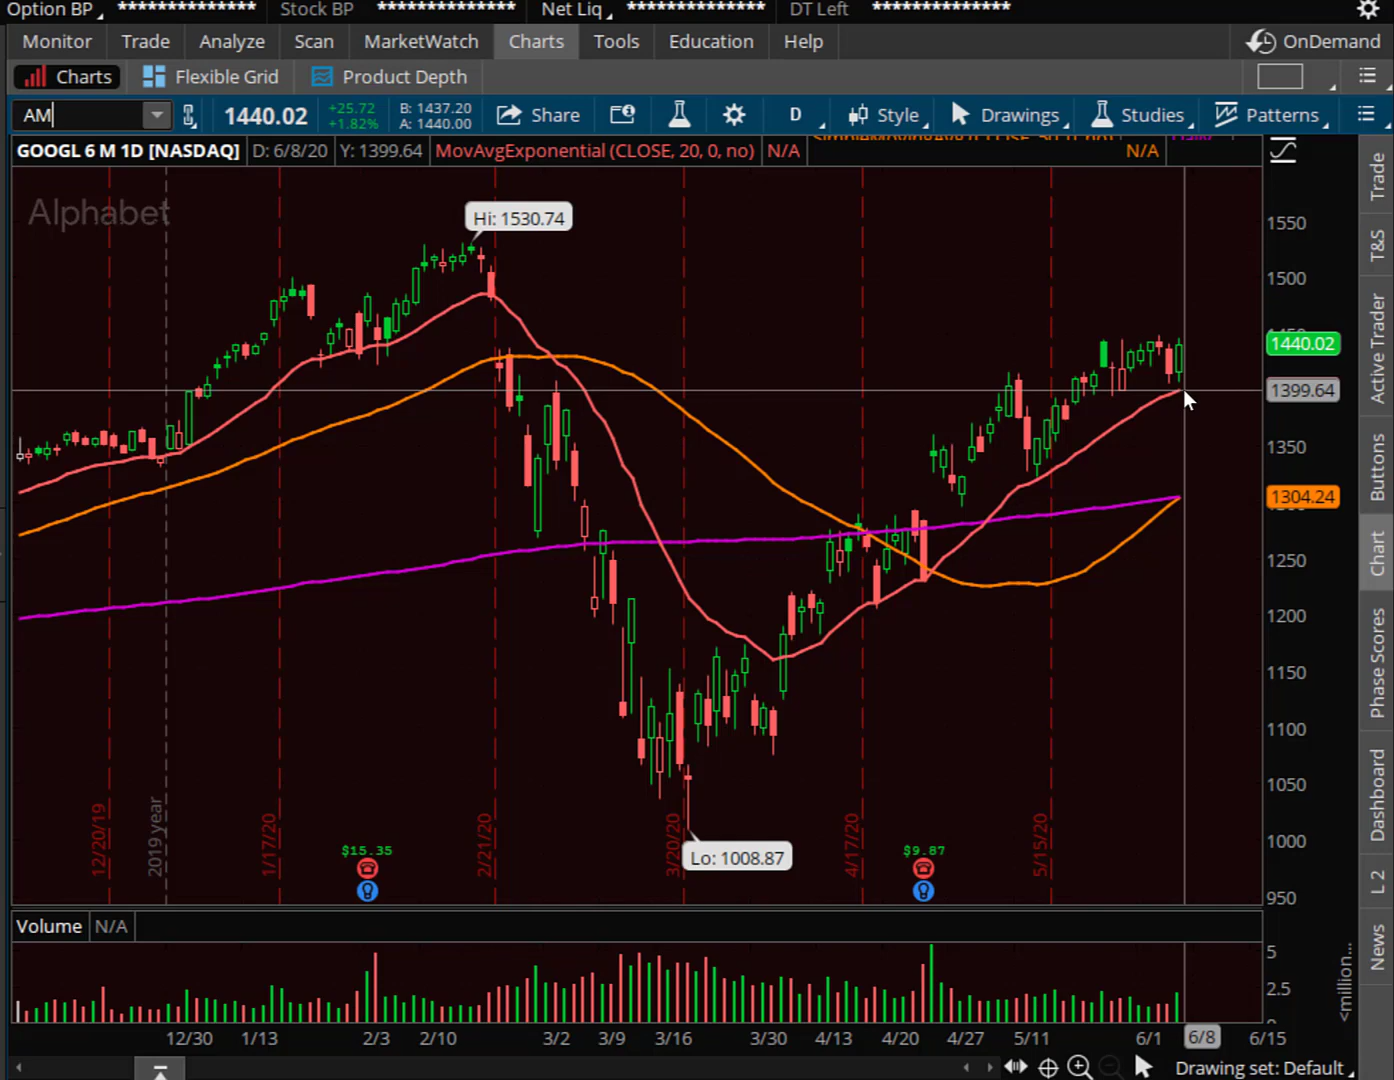 Option BP ************** Stock BP ************** Net Liq ************** DT Left **************
Monitor Trade Analyze Scan MarketWatch Charts Tools Education Help OnDemand
Charts Flexible Grid Product Depth
AM 1440.02 +25.72 B: 1437.20 Share D Style Drawings Studies Patterns
+1.82% A: 1440.00
GOOGL 6 M 1D [NASDAQ] D: 6/8/20 Y: 1399.64 MovAvgExponential (CLOSE, 20, 0, no) N/A N/A
Alphabet
Hi: 1530.74
1550
1500
1440.02
1399.64
1350
1304.24
1250
1200
1150
1100
1050
1000
950
Lo: 1008.87
$15.35
$9.87
12/20/19
2019 year
1/17/20
2/21/20
3/20/20
4/17/20
5/15/20
Trade
T&S
Active Trader
Buttons
Chart
Phase Scores
Dashboard
L 2
News
Volume N/A
5
2.5
<million...
12/30 1/13 2/3 2/10 3/2 3/9 3/16 3/30 4/13 4/20 4/27 5/11 6/1 6/8 6/15
Drawing set: Default